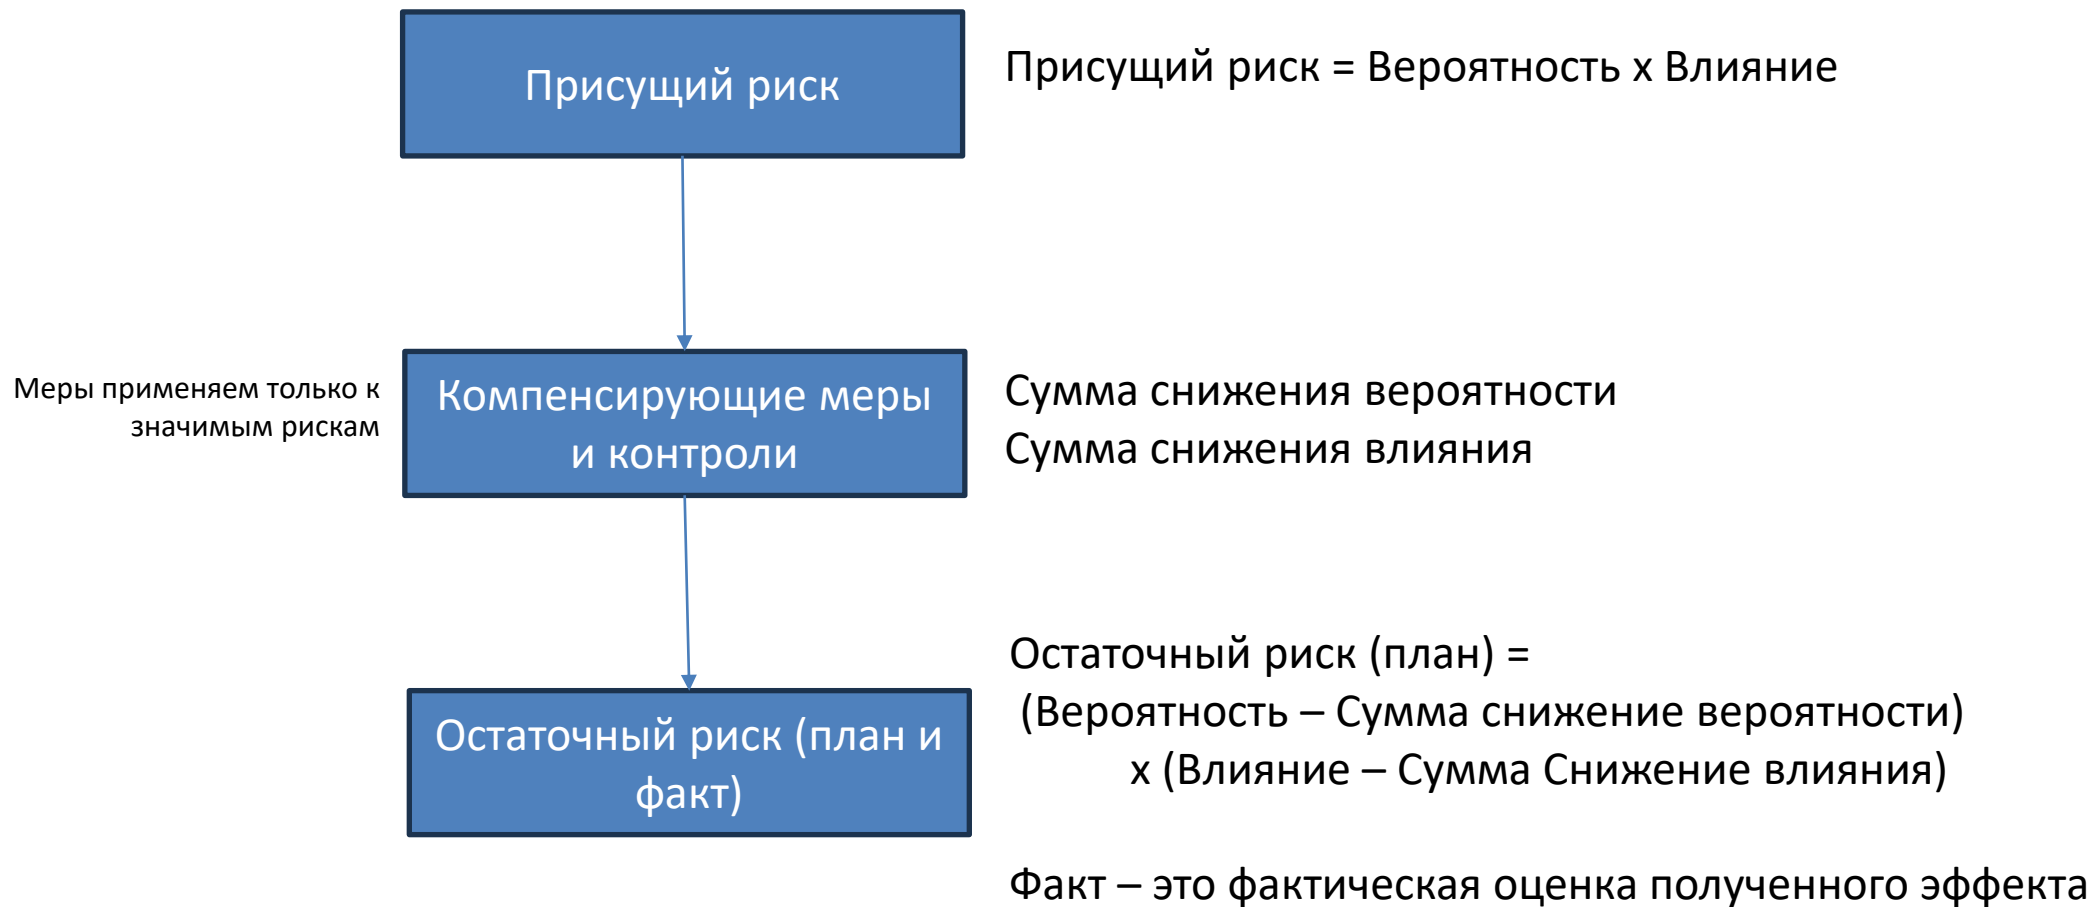 Присущий риск
Присущий риск = Вероятность х Влияние
Меры применяем только к
значимым рискам
Компенсирующие меры
и контроли
Сумма снижения вероятности
Сумма снижения влияния
Остаточный риск (план и
факт)
Остаточный риск (план) =
(Вероятность – Сумма снижение вероятности)
х (Влияние – Сумма Снижение влияния)
Факт – это фактическая оценка полученного эффекта